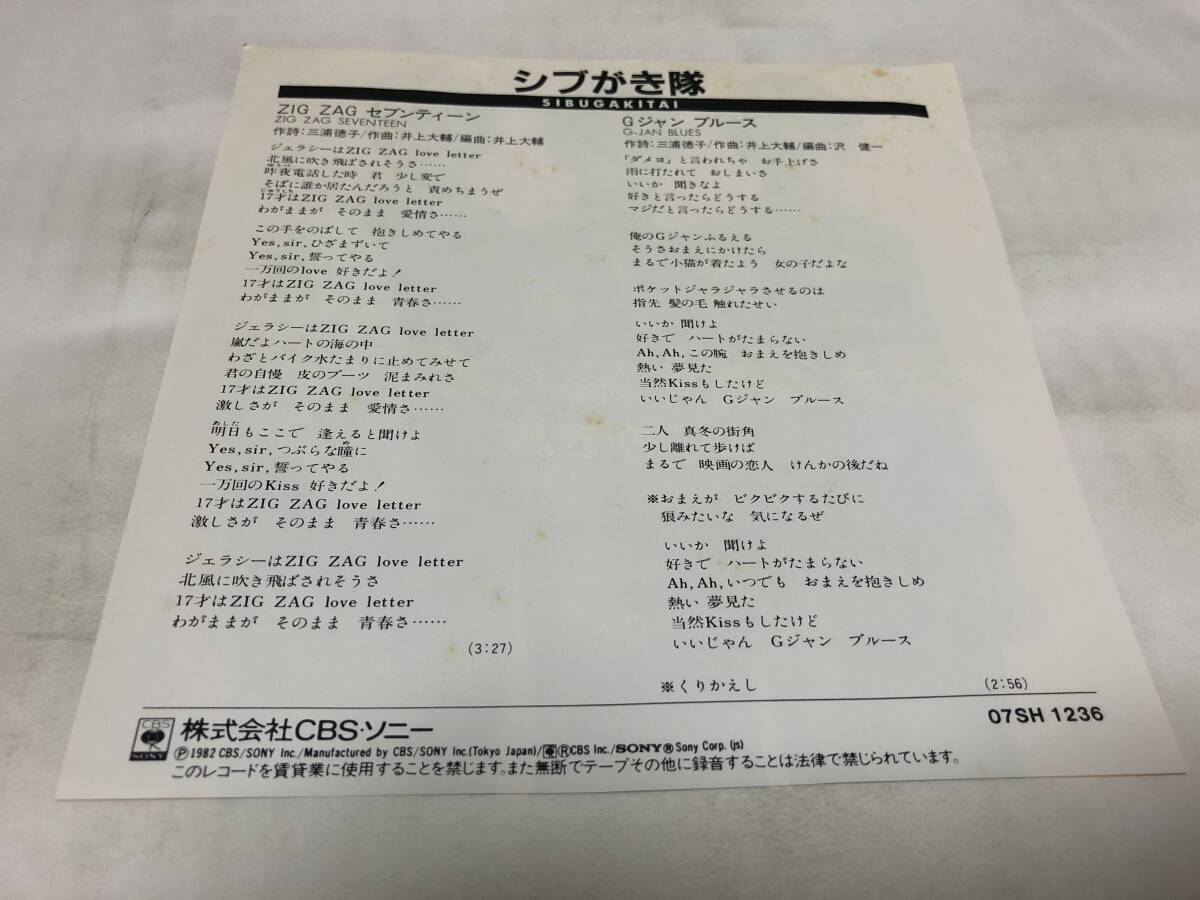 シブがき隊
SIBUGAKITAI
ZIG ZAG セブンティーン
ZIG ZAG SEVENTEEN
作詩:三浦徳子/作曲:井上大輔/編曲:井上大輔
ジェラシーはZIG ZAG love letter
北風に吹き飛ばされそうさ……
昨夜電話した時 君 少し変で
そばに誰か居たんだろうと 責めちまうぜ
17才はZIG ZAG love letter
わがままが そのまま 愛情さ……
この手をのばして 抱きしめてやる
Yes, sir, ひざまずいて
Yes, sir, 誓ってやる
一万回のlove 好きだよ!
17才はZIG ZAG love letter
わがままが そのまま 青春さ……
ジェラシーはZIG ZAG love letter
嵐だよハートの海の中
わざとバイク水たまりに止めてみせて
君の自慢 皮のブーツ 泥まみれさ
17才はZIG ZAG love letter
激しさが そのまま 愛情さ……
明日もここで 逢えると聞けよ
Yes, sir, つぶらな瞳に
Yes, sir, 誓ってやる
一万回のKiss 好きだよ!
17才はZIG ZAG love letter
激しさが そのまま 青春さ……
ジェラシーはZIG ZAG love letter
北風に吹き飛ばされそうさ
17才はZIG ZAG love letter
わがままが そのまま 青春さ……
(3:27)
Gジャン ブルース
G-JAN BLUES
作詩:三浦徳子/作曲:井上大輔/編曲:沢 健一
「ダメヨ」と言われちゃ お手上げさ
雨に打たれて おしまいさ
いいか 聞きなよ
好きと言ったらどうする
マジだと言ったらどうする……
俺のGジャンふるえる
そうさおまえにかけたら
まるで小猫が着たよう 女の子だよな
ポケットジャラジャラさせるのは
指先 髪の毛 触れたせい
いいか 聞けよ
好きで ハートがたまらない
Ah, Ah, この腕 おまえを抱きしめ
熱い 夢見た
当然Kissもしたけど
いいじゃん Gジャン ブルース
二人 真冬の街角
少し離れて歩けば
まるで 映画の恋人 けんかの後だね
※おまえが ピクピクするたびに
狼みたいな 気になるぜ
いいか 聞けよ
好きで ハートがたまらない
Ah, Ah, いつでも おまえを抱きしめ
熱い 夢見た
当然Kissもしたけど
いいじゃん Gジャン ブルース
※くりかえし
(2:56)
07SH 1236
CBS
SONY
株式会社CBS・ソニー
Ⓟ1982 CBS/SONY Inc./Manufactured by CBS/SONY Inc.(Tokyo Japan)/®CBS Inc./SONY® Sony Corp. (js)
このレコードを賃貸業に使用することを禁じます。また無断でテープその他に録音することは法律で禁じられています。